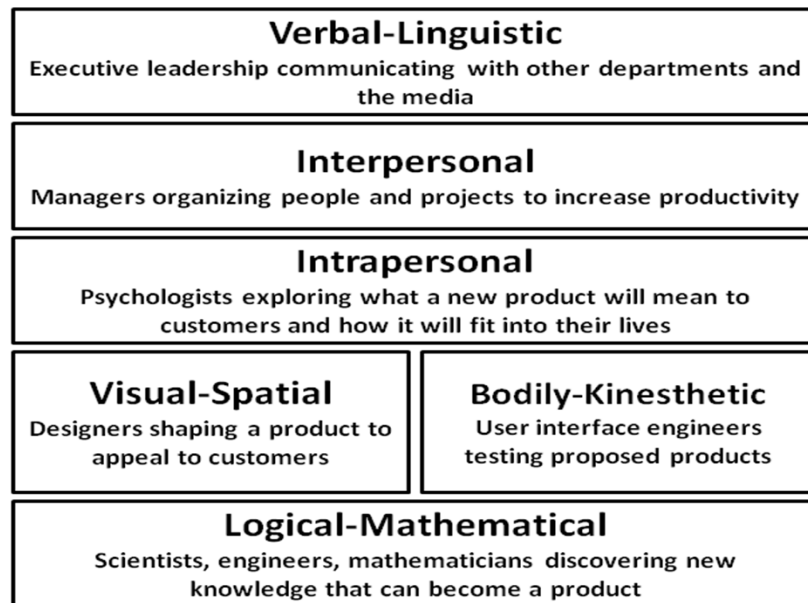 Verbal-Linguistic
Executive leadership communicating with other departments and
the media
Interpersonal
Managers organizing people and projects to increase productivity
Intrapersonal
Psychologists exploring what a new product will mean to
customers and how it will fit into their lives
Visual-Spatial
Designers shaping a product to
appeal to customers
Bodily-Kinesthetic
User interface engineers
testing proposed products
Logical-Mathematical
Scientists, engineers, mathematicians discovering new
knowledge that can become a product